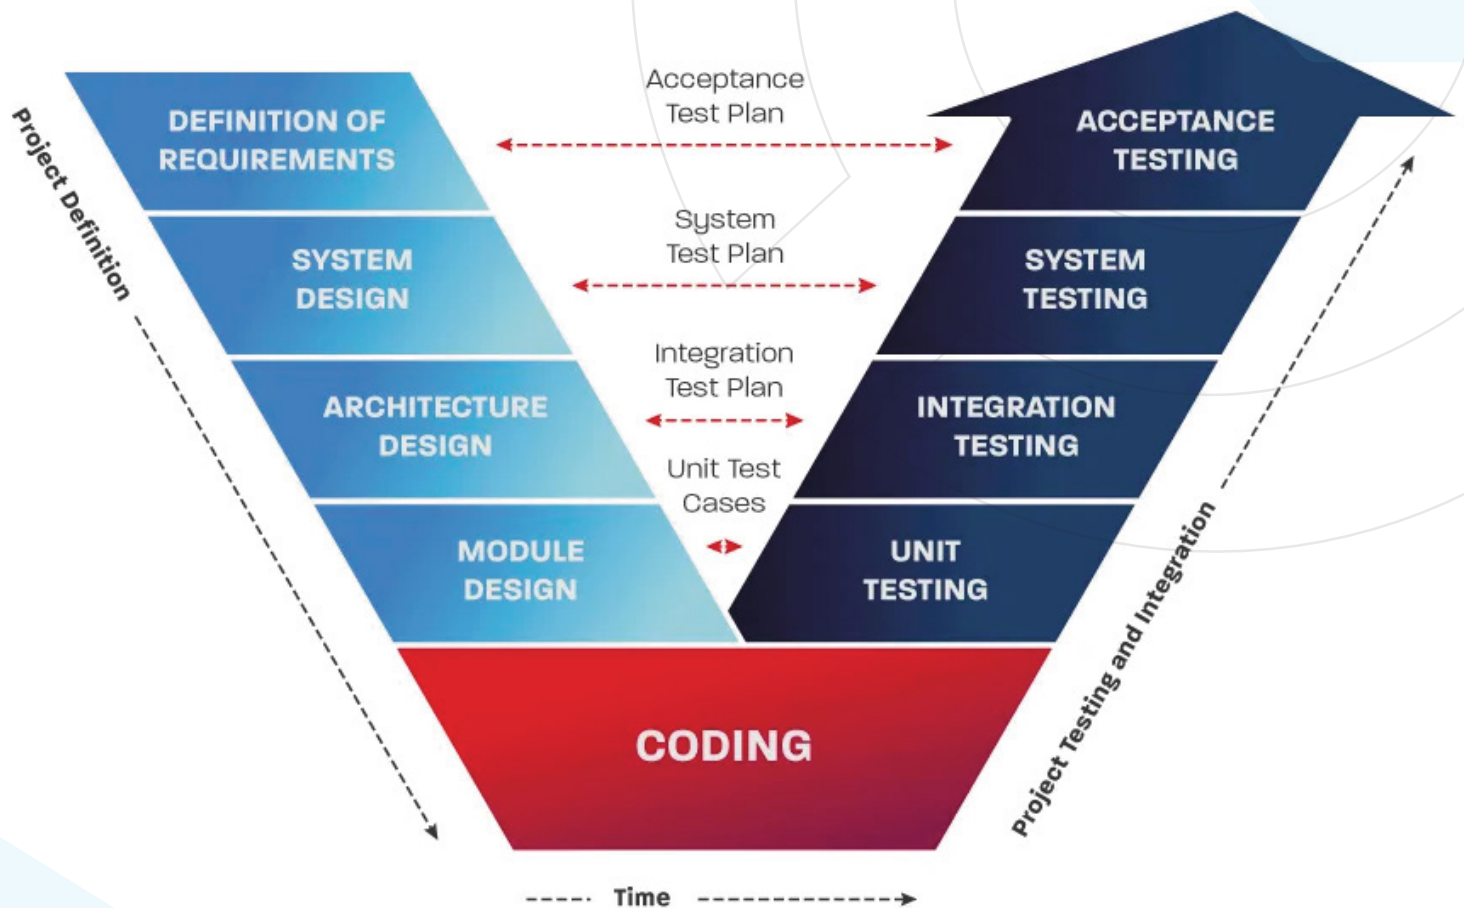 DEFINITION OF
REQUIREMENTS
Acceptance
Test Plan
ACCEPTANCE
TESTING
Project Definition
SYSTEM
DESIGN
System
Test Plan
SYSTEM
TESTING
ARCHITECTURE
DESIGN
Integration
Test Plan
INTEGRATION
TESTING
MODULE
DESIGN
Unit Test
Cases
UNIT
TESTING
Project Testing and Integration
CODING
Time